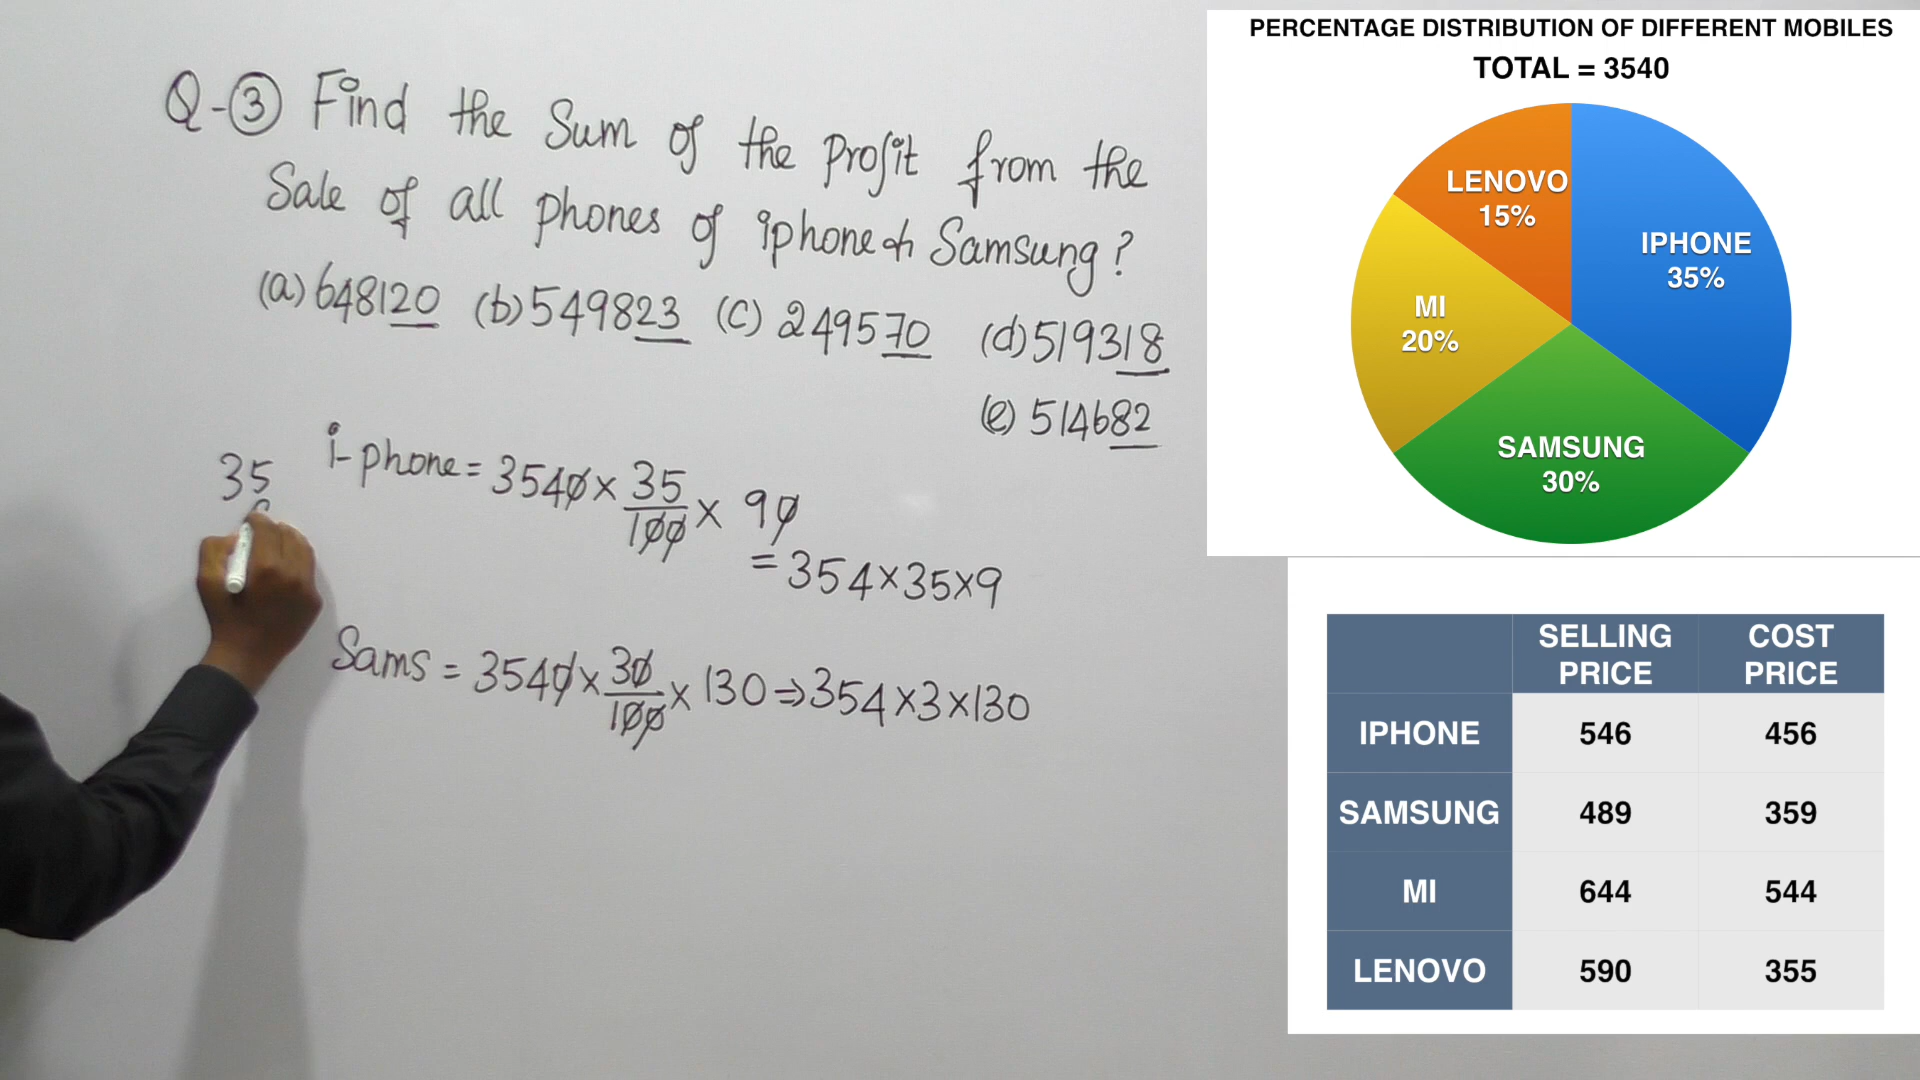 Q-③ Find the Sum of the Profit from the
Sale of all phones of iphone & Samsung?
(a) 648120 (b) 549823 (c) 249570 (d) 519318
(e) 514682
35
i-phone = 3540 × 35/100 × 90
= 354×35×9
Sams = 3540 × 30/100 × 130 ⇒ 354×3×130
PERCENTAGE DISTRIBUTION OF DIFFERENT MOBILES
TOTAL = 3540
LENOVO
15%
IPHONE
35%
MI
20%
SAMSUNG
30%
SELLING PRICE COST PRICE
IPHONE 546 456
SAMSUNG 489 359
MI 644 544
LENOVO 590 355